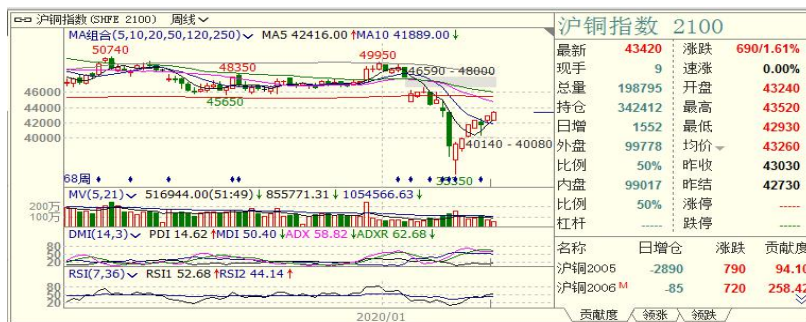 沪铜指数(SHFE 2100) 周线
MA组合(5,10,20,50,120,250) MA5 42416.00↑MA10 41889.00↓
50740
48350
49950
46590 - 48000
45650
46000
44000
42000
40000
40140 - 40080
68周
MV(5,21) 516944.00(51:49)↓855771.31↓1054566.63↑
200万
100万
DMI(14,3) PDI 14.62↑MDI 50.40↓ADX 58.82↓ADXR 62.68↓
80
50
20
RSI(7,36) RSI1 52.68↑RSI2 44.14↑
80
50
20
2020/01
沪铜指数 2100
最新 43420 涨跌 690/1.61%
现手 9 速涨 0.00%
总量 198795 开盘 43240
持仓 342412 最高 43520
日增 1552 最低 42930
外盘 99778 均价 43260
比例 50% 昨收 43030
内盘 99017 昨结 42730
比例 50% 涨停 -----
杠杆 ----- 跌停 -----
名称 日增仓 涨跌 贡献度
沪铜2005 -2890 790 94.10
沪铜2006 M -85 720 258.42
贡献度 领涨 领跌